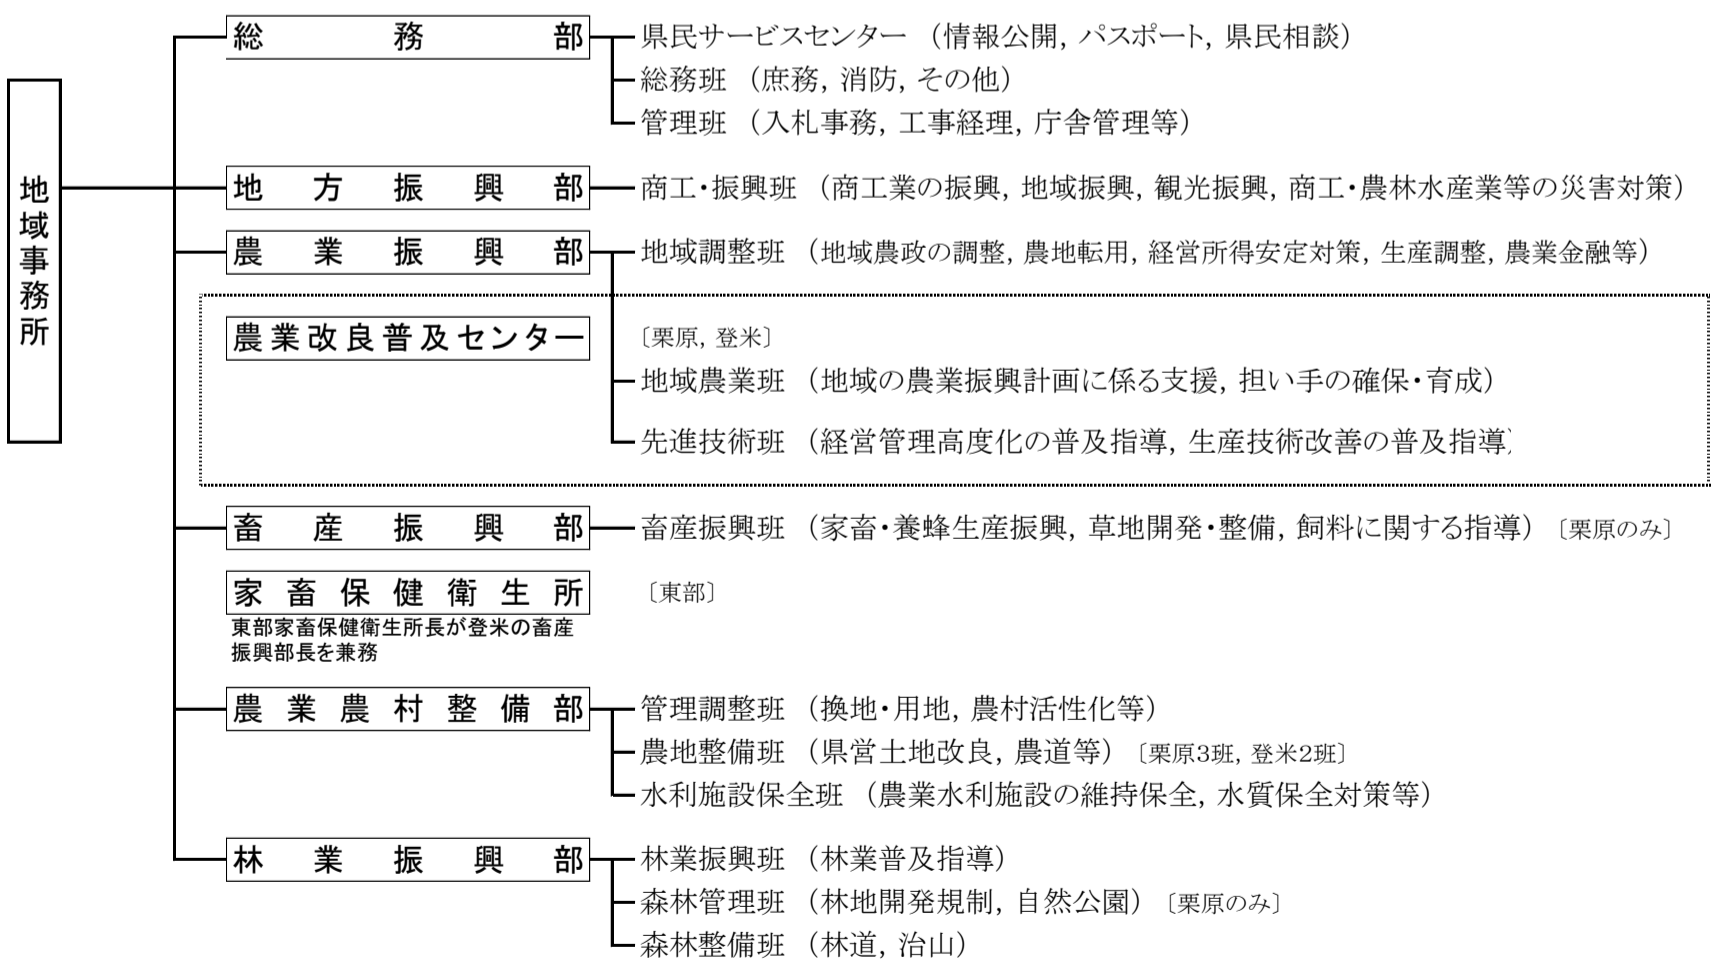 地域事務所
総務部 県民サービスセンター （情報公開, パスポート, 県民相談）
総務班 （庶務, 消防, その他）
管理班 （入札事務, 工事経理, 庁舎管理等）
地方振興部 商工・振興班 （商工業の振興, 地域振興, 観光振興, 商工・農林水産業等の災害対策）
農業振興部 地域調整班 （地域農政の調整, 農地転用, 経営所得安定対策, 生産調整, 農業金融等）
農業改良普及センター 〔栗原, 登米〕
地域農業班 （地域の農業振興計画に係る支援, 担い手の確保・育成）
先進技術班 （経営管理高度化の普及指導, 生産技術改善の普及指導）
畜産振興部 畜産振興班 （家畜・養蜂生産振興, 草地開発・整備, 飼料に関する指導） 〔栗原のみ〕
家畜保健衛生所 〔東部〕
東部家畜保健衛生所長が登米の畜産
振興部長を兼務
農業農村整備部 管理調整班 （換地・用地, 農村活性化等）
農地整備班 （県営土地改良, 農道等） 〔栗原3班, 登米2班〕
水利施設保全班 （農業水利施設の維持保全, 水質保全対策等）
林業振興部 林業振興班 （林業普及指導）
森林管理班 （林地開発規制, 自然公園） 〔栗原のみ〕
森林整備班 （林道, 治山）